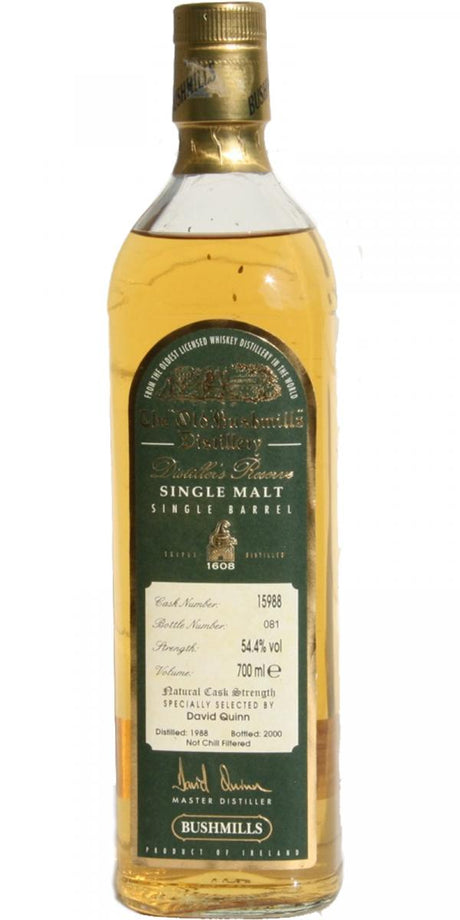 BUSHMILLS
FROM THE OLDEST LICENSED WHISKEY DISTILLERY IN THE WORLD
The "Old Bushmills"
Distillery
Distiller's Reserve
SINGLE MALT
SINGLE BARREL
TRIPLE DISTILLED
1608
Cask Number: 15988
Bottle Number: 081
Strength: 54.4% vol
Volume: 700 ml e
Natural Cask Strength
SPECIALLY SELECTED BY
David Quinn
Distilled: 1988 Bottled: 2000
Not Chill Filtered
David Quinn
MASTER DISTILLER
BUSHMILLS
PRODUCT OF IRELAND